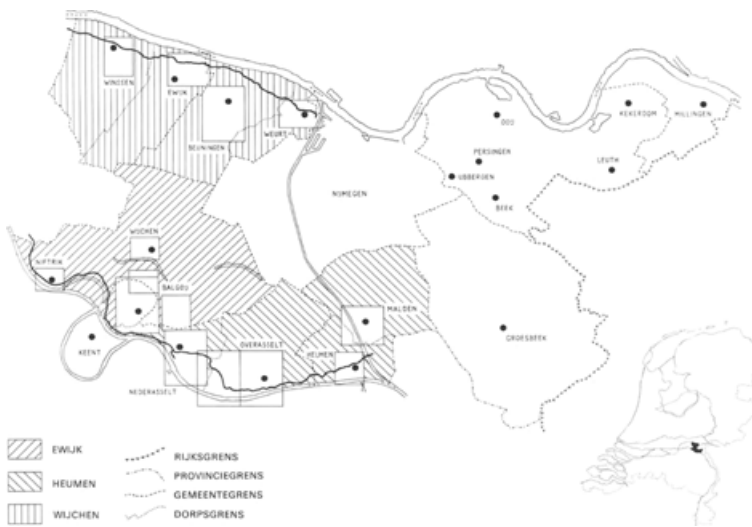 WINSSEN
EWIJK
BEUNINGEN
WEURT
OOIJ
KEKERDOM
MILLINGEN
PERSINGEN
LEUTH
UBBERGEN
BEEK
NIJMEGEN
WIJCHEN
NIFTRIK
BALGOIJ
MALDEN
KEENT
OVERASSELT
HEUMEN
GROESBEEK
NEDERASSELT
EWIJK
HEUMEN
WIJCHEN
RIJKSGRENS
PROVINCIEGRENS
GEMEENTEGRENS
DORPSGRENS